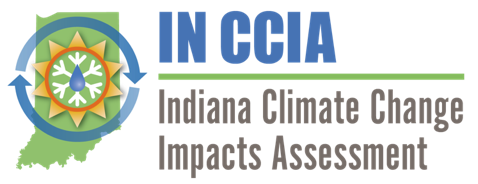 IN CCIA
Indiana Climate Change
Impacts Assessment